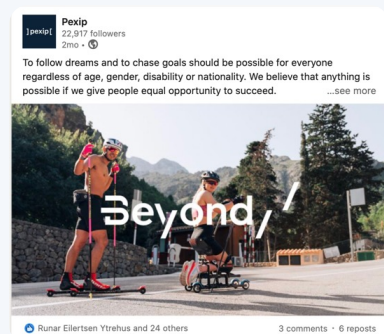 ]pexip[
Pexip
22,917 followers
2mo •
To follow dreams and to chase goals should be possible for everyone
regardless of age, gender, disability or nationality. We believe that anything is
possible if we give people equal opportunity to succeed. ...see more
Beyond//
Runar Eilertsen Ytrehus and 24 others 3 comments • 6 reposts